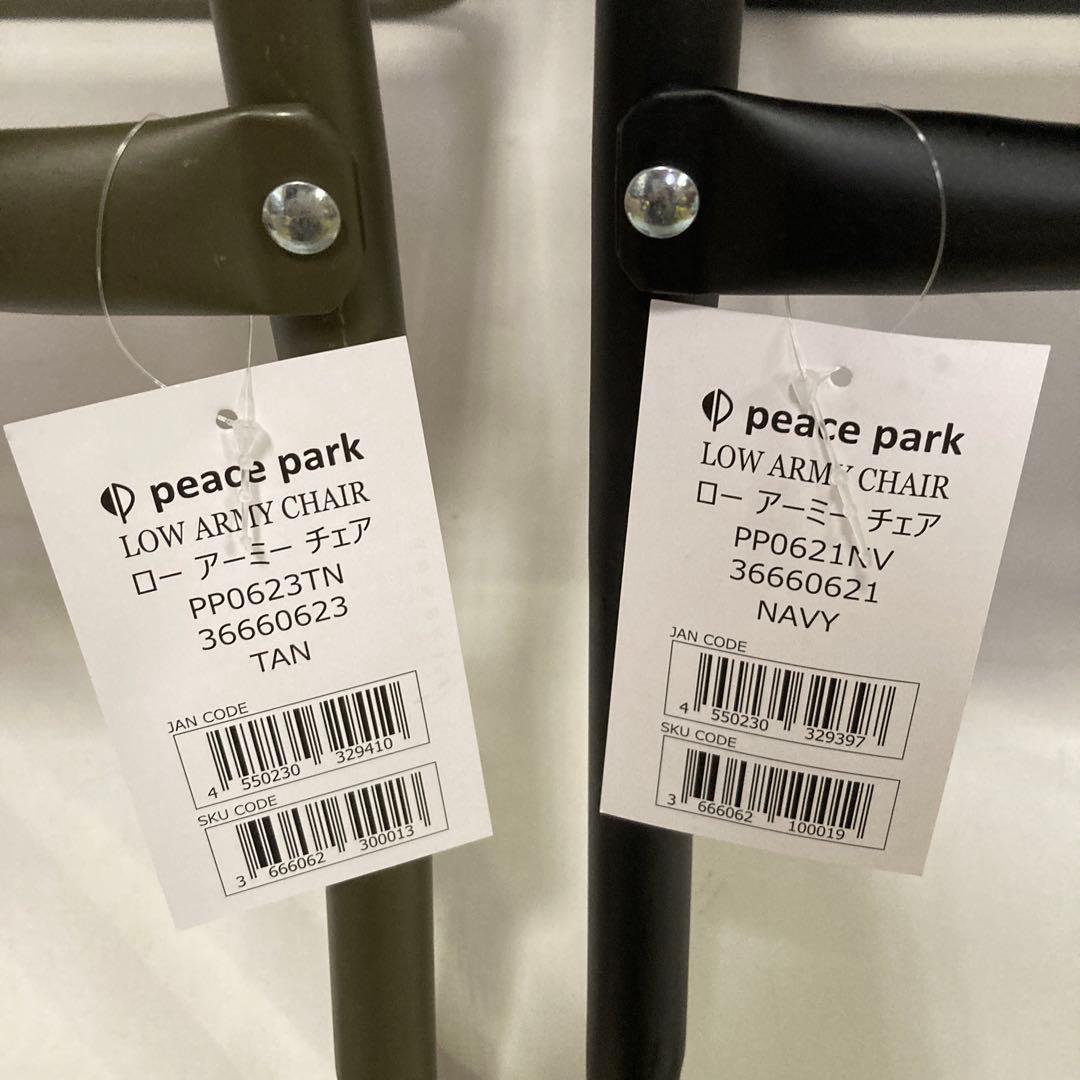 peace park
LOW ARMY CHAIR
ロー アーミー チェア
PP0623TN
36660623
TAN
JAN CODE
4 550230 329410
SKU CODE
3 666062 300013
peace park
LOW ARMY CHAIR
ロー アーミー チェア
PP0621NV
36660621
NAVY
JAN CODE
4 550230 329397
SKU CODE
3 666062 100019